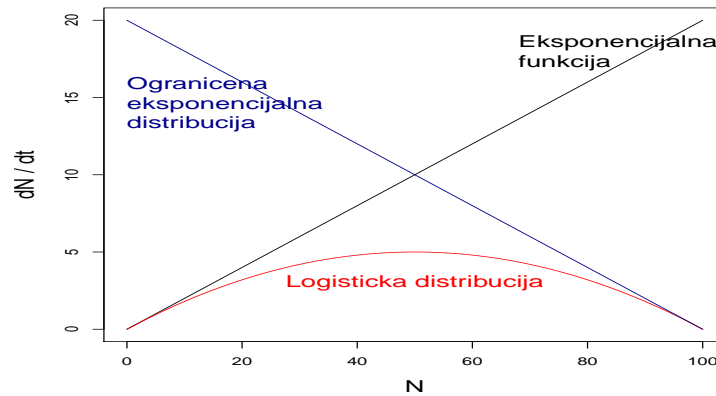 20
15
10
5
0
dN / dt
Ogranicena
eksponencijalna
distribucija
Eksponencijalna
funkcija
Logisticka distribucija
0 20 40 60 80 100
N